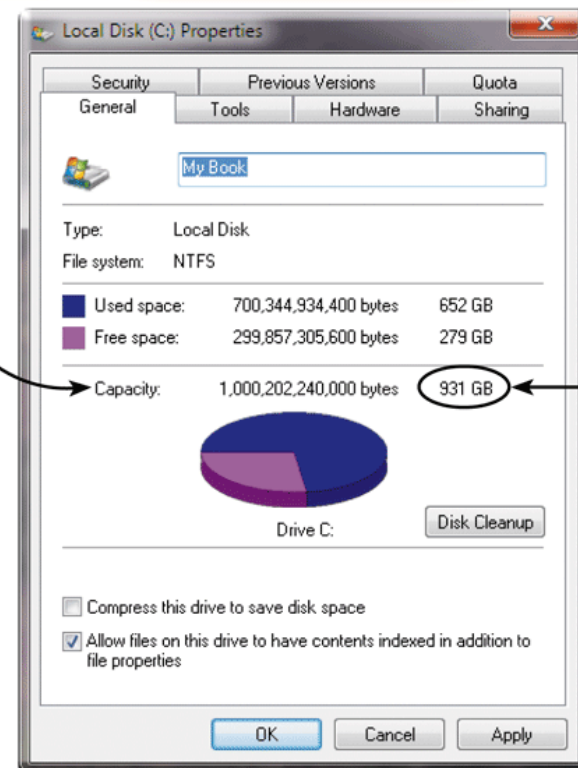 Local Disk (C:) Properties
Security Previous Versions Quota
General Tools Hardware Sharing
My Book
Type: Local Disk
File system: NTFS
Used space: 700,344,934,400 bytes 652 GB
Free space: 299,857,305,600 bytes 279 GB
Capacity: 1,000,202,240,000 bytes 931 GB
Drive C:
Disk Cleanup
Compress this drive to save disk space
Allow files on this drive to have contents indexed in addition to
file properties
OK Cancel Apply